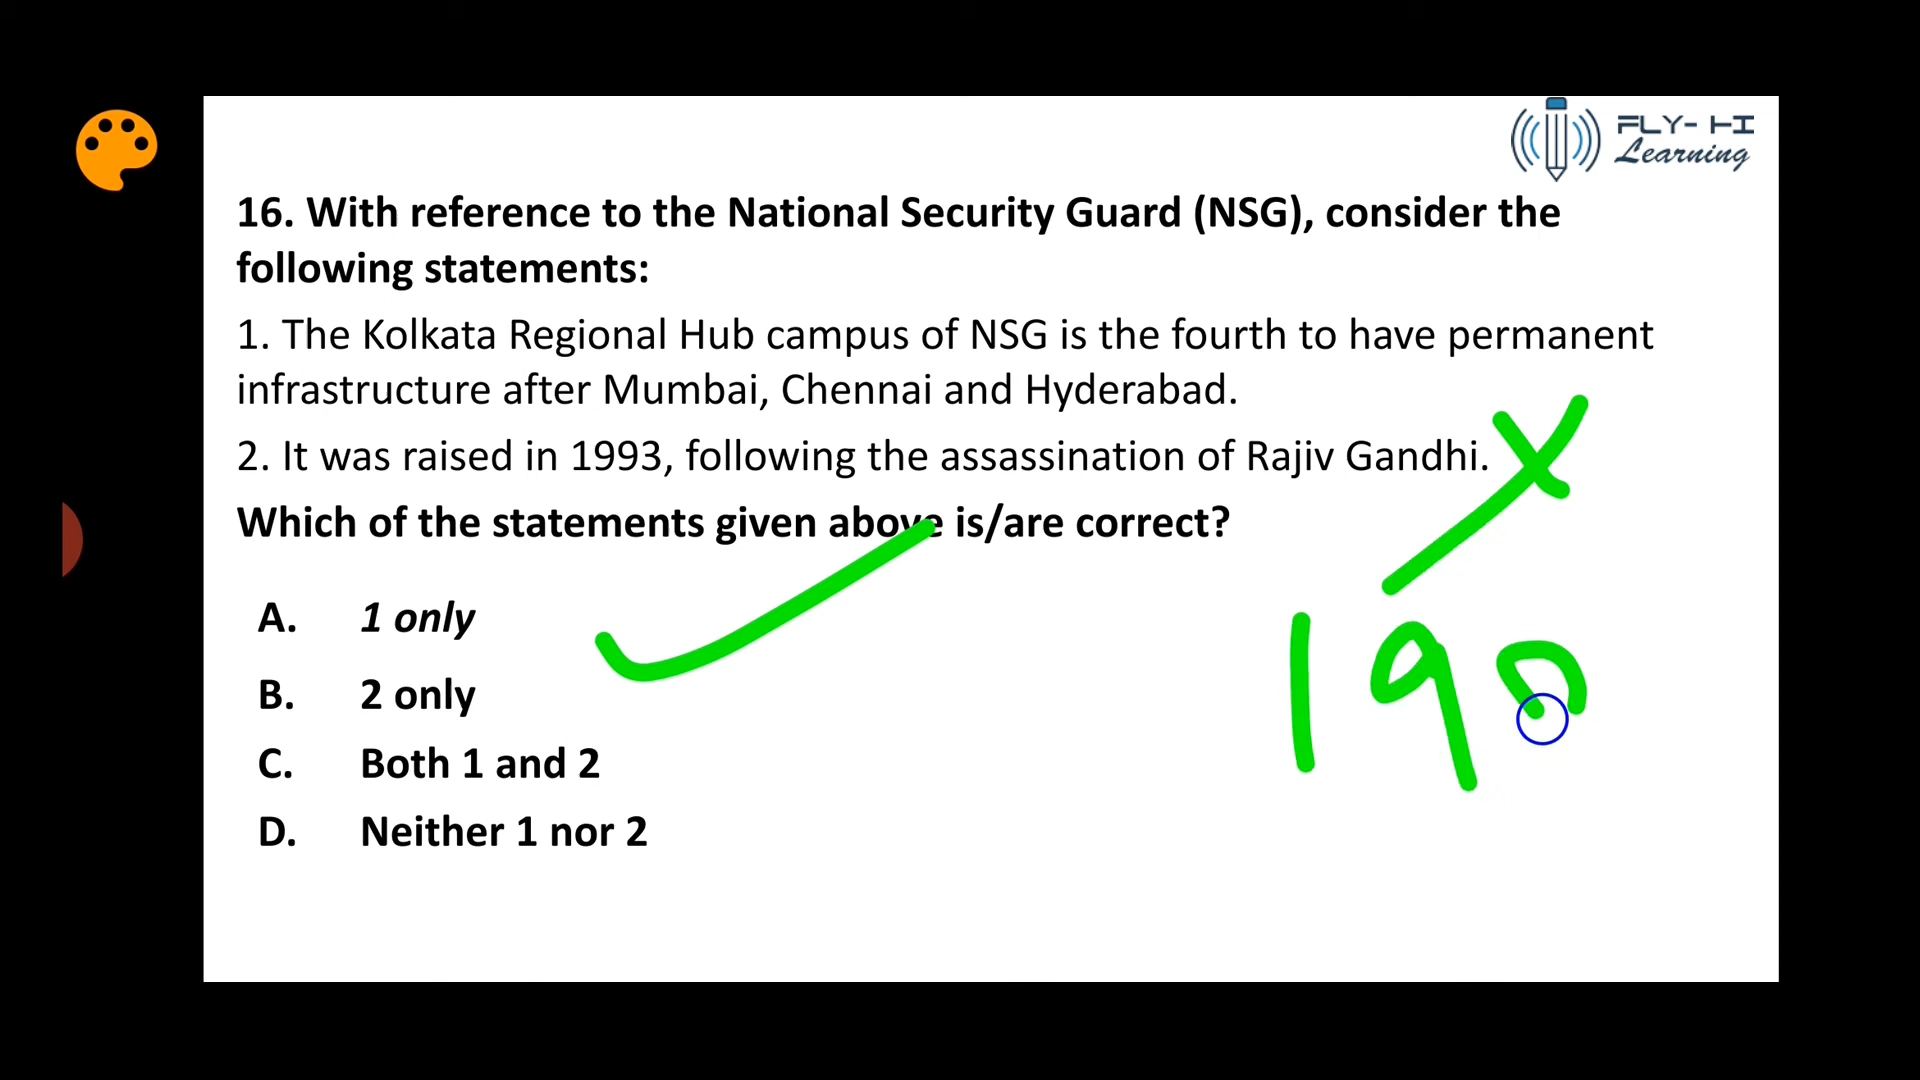 FLY- HI
Learning
16. With reference to the National Security Guard (NSG), consider the
following statements:
1. The Kolkata Regional Hub campus of NSG is the fourth to have permanent
infrastructure after Mumbai, Chennai and Hyderabad.
2. It was raised in 1993, following the assassination of Rajiv Gandhi.
Which of the statements given above is/are correct?
A. 1 only
B. 2 only
C. Both 1 and 2
D. Neither 1 nor 2
19